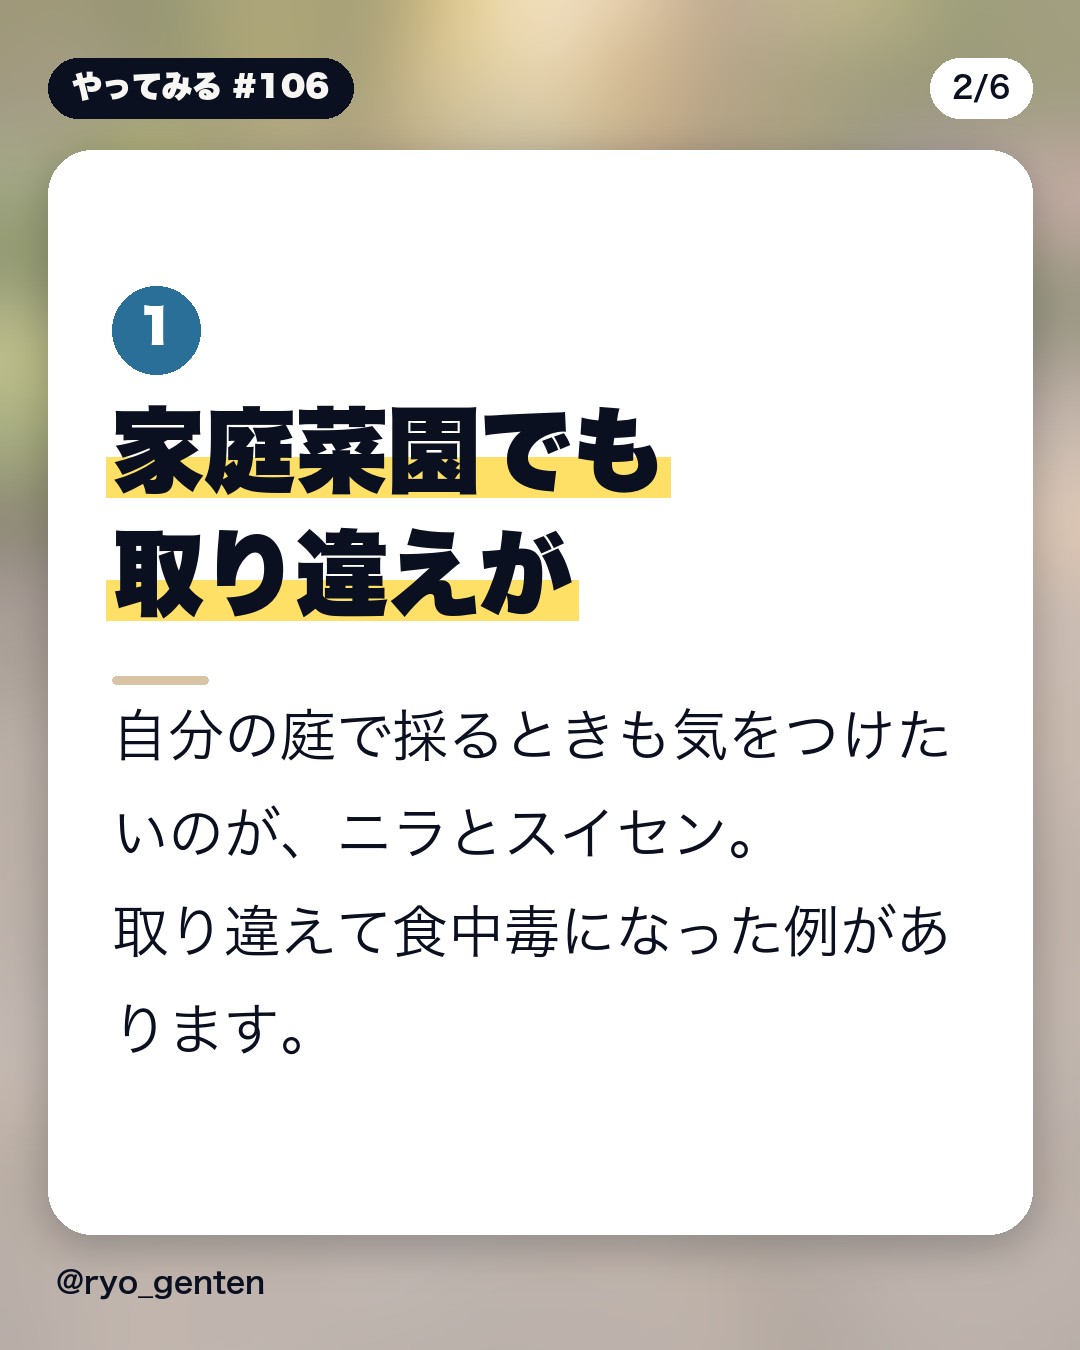 やってみる #106
2/6
1
家庭菜園でも
取り違えが
自分の庭で採るときも気をつけた
いのが、ニラとスイセン。
取り違えて食中毒になった例があ
ります。
@ryo_genten